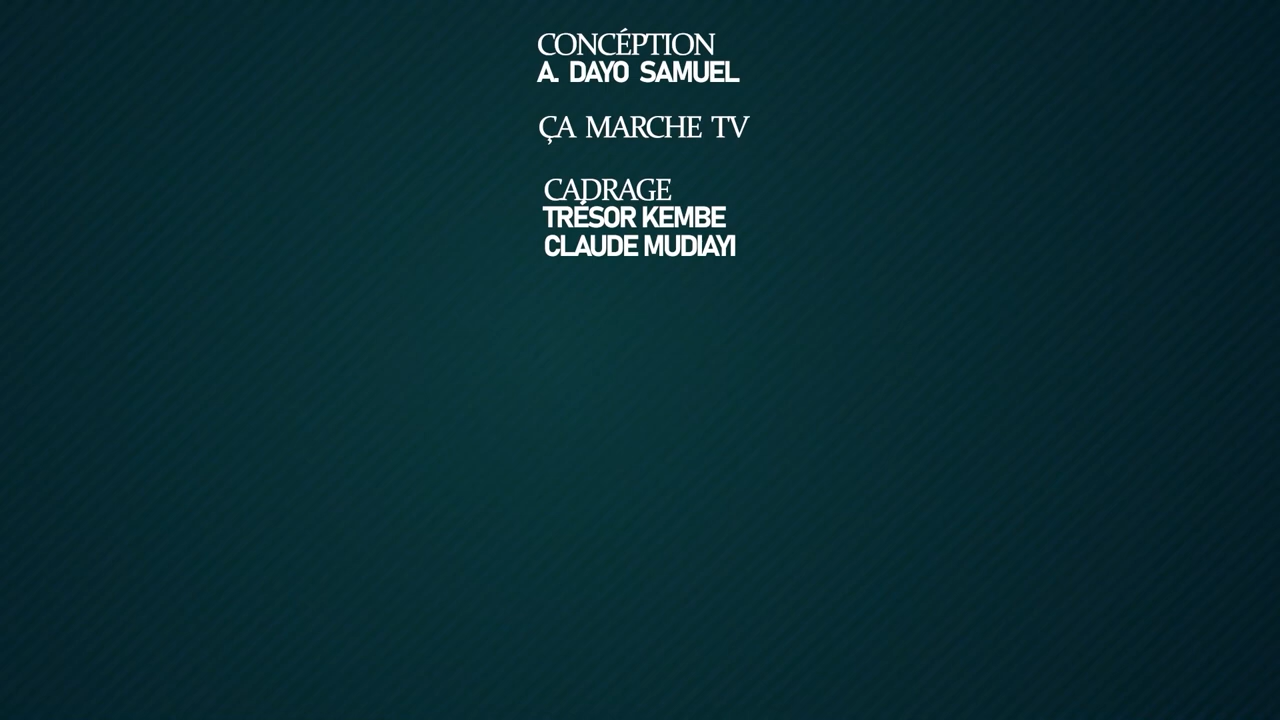 CONCÉPTION
A. DAYO SAMUEL
ÇA MARCHE TV
CADRAGE
TRÉSOR KEMBE
CLAUDE MUDIAYI